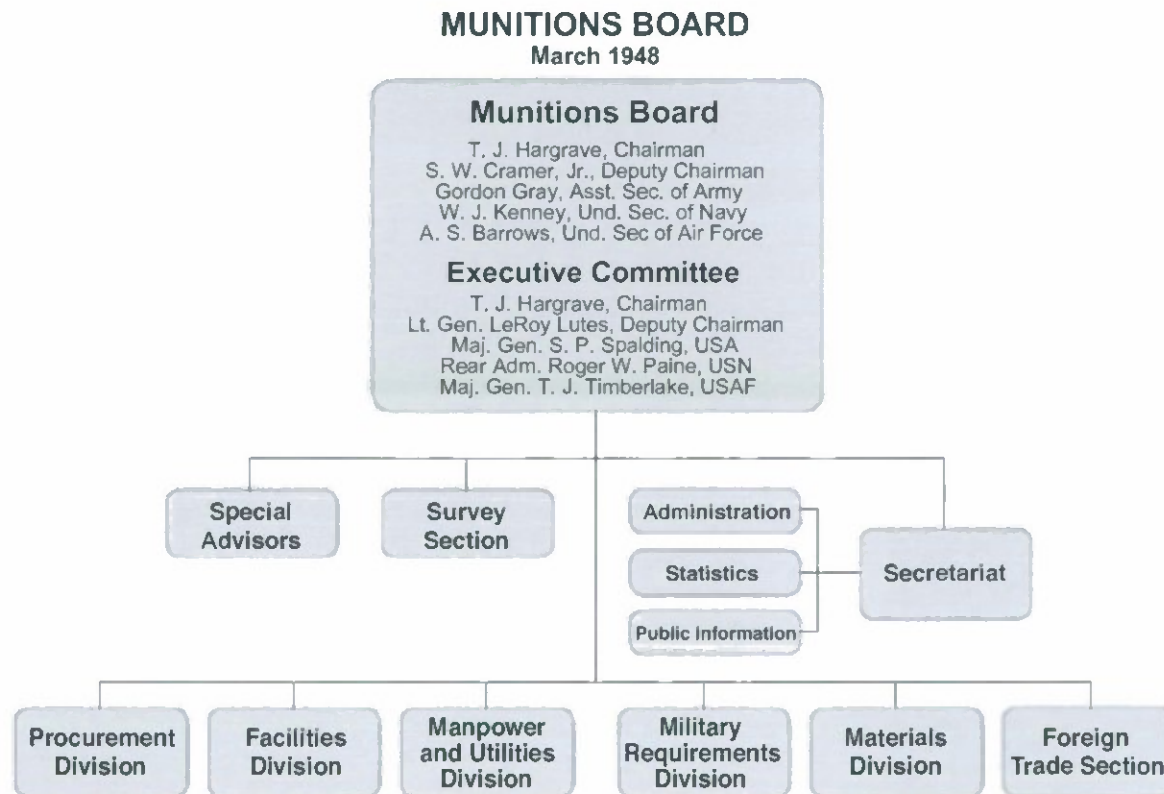 MUNITIONS BOARD
March 1948
Munitions Board
T. J. Hargrave, Chairman
S. W. Cramer, Jr., Deputy Chairman
Gordon Gray, Asst. Sec. of Army
W. J. Kenney, Und. Sec. of Navy
A. S. Barrows, Und. Sec of Air Force
Executive Committee
T. J. Hargrave, Chairman
Lt. Gen. LeRoy Lutes, Deputy Chairman
Maj. Gen. S. P. Spalding, USA
Rear Adm. Roger W. Paine, USN
Maj. Gen. T. J. Timberlake, USAF
Special
Advisors
Survey
Section
Administration
Statistics
Public Information
Secretariat
Procurement
Division
Facilities
Division
Manpower
and Utilities
Division
Military
Requirements
Division
Materials
Division
Foreign
Trade Section